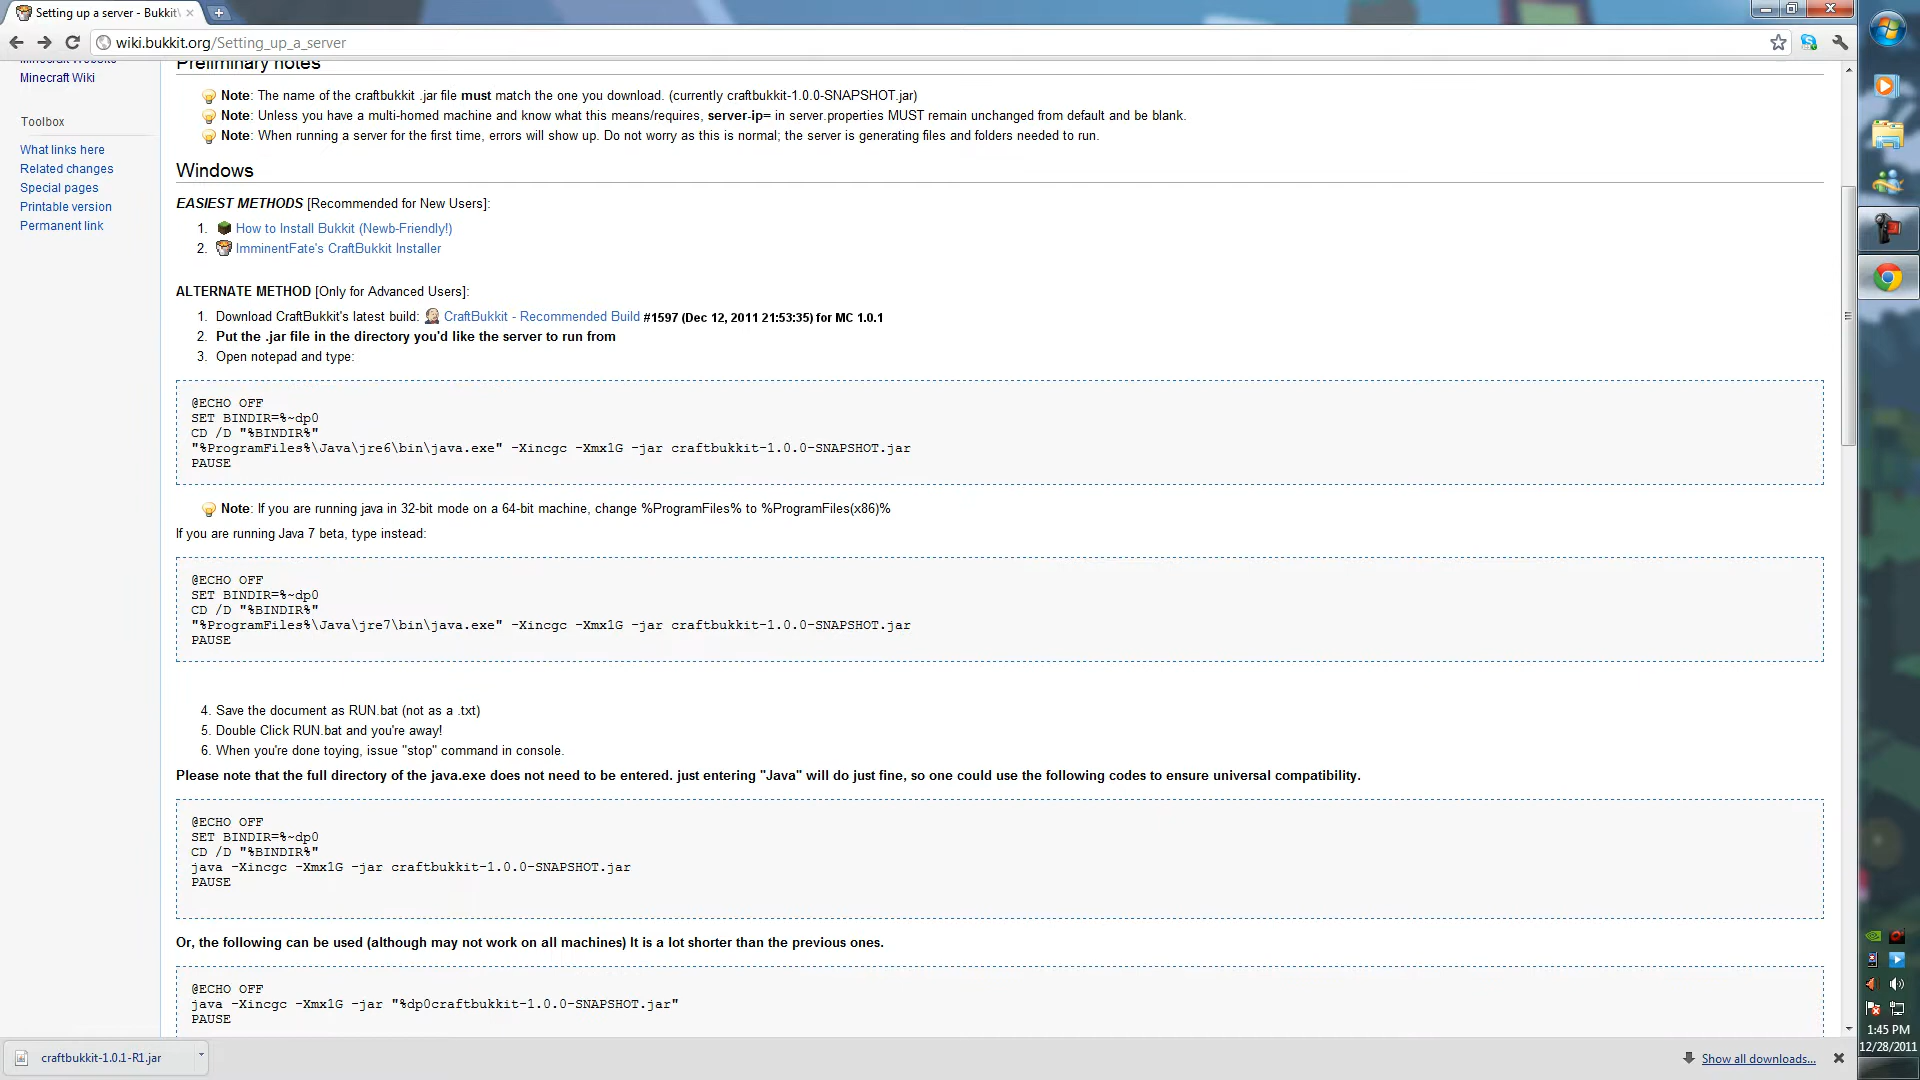 Setting up a server - Bukkit\
wiki.bukkit.org/Setting_up_a_server
Minecraft Website
Minecraft Wiki
Toolbox
What links here
Related changes
Special pages
Printable version
Permanent link
Preliminary notes
Note: The name of the craftbukkit .jar file must match the one you download. (currently craftbukkit-1.0.0-SNAPSHOT.jar)
Note: Unless you have a multi-homed machine and know what this means/requires, server-ip= in server.properties MUST remain unchanged from default and be blank.
Note: When running a server for the first time, errors will show up. Do not worry as this is normal; the server is generating files and folders needed to run.
Windows
EASIEST METHODS [Recommended for New Users]:
1. How to Install Bukkit (Newb-Friendly!)
2. ImminentFate's CraftBukkit Installer
ALTERNATE METHOD [Only for Advanced Users]:
1. Download CraftBukkit's latest build: CraftBukkit - Recommended Build #1597 (Dec 12, 2011 21:53:35) for MC 1.0.1
2. Put the .jar file in the directory you'd like the server to run from
3. Open notepad and type:
@ECHO OFF
SET BINDIR=%~dp0
CD /D "%BINDIR%"
"%ProgramFiles%\Java\jre6\bin\java.exe" -Xincgc -Xmx1G -jar craftbukkit-1.0.0-SNAPSHOT.jar
PAUSE
Note: If you are running java in 32-bit mode on a 64-bit machine, change %ProgramFiles% to %ProgramFiles(x86)%
If you are running Java 7 beta, type instead:
@ECHO OFF
SET BINDIR=%~dp0
CD /D "%BINDIR%"
"%ProgramFiles%\Java\jre7\bin\java.exe" -Xincgc -Xmx1G -jar craftbukkit-1.0.0-SNAPSHOT.jar
PAUSE
4. Save the document as RUN.bat (not as a .txt)
5. Double Click RUN.bat and you're away!
6. When you're done toying, issue "stop" command in console.
Please note that the full directory of the java.exe does not need to be entered. just entering "Java" will do just fine, so one could use the following codes to ensure universal compatibility.
@ECHO OFF
SET BINDIR=%~dp0
CD /D "%BINDIR%"
java -Xincgc -Xmx1G -jar craftbukkit-1.0.0-SNAPSHOT.jar
PAUSE
Or, the following can be used (although may not work on all machines) It is a lot shorter than the previous ones.
@ECHO OFF
java -Xincgc -Xmx1G -jar "%dp0craftbukkit-1.0.0-SNAPSHOT.jar"
PAUSE
craftbukkit-1.0.1-R1.jar
Show all downloads...
1:45 PM
12/28/2011